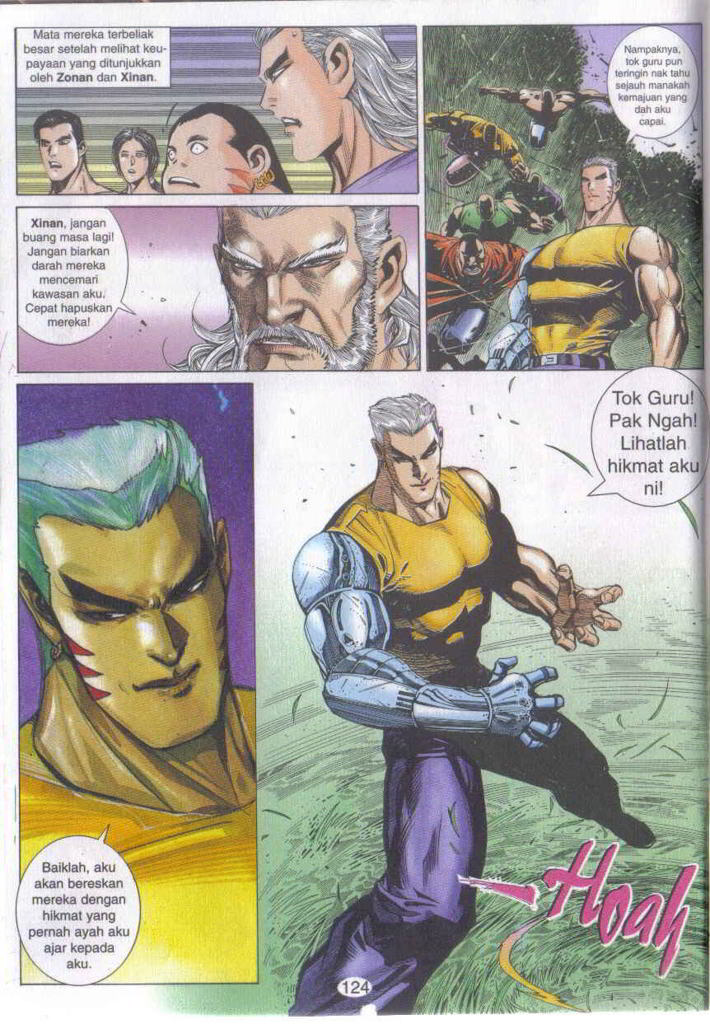 Mata mereka terbeliak
besar setelah melihat keu-
payaan yang ditunjukkan
oleh Zonan dan Xinan.
Nampaknya,
tok guru pun
teringin nak tahu
sejauh manakah
kemajuan yang
dah aku
capai.
Xinan, jangan
buang masa lagi!
Jangan biarkan
darah mereka
mencemari
kawasan aku.
Cepat hapuskan
mereka!
Tok Guru!
Pak Ngah!
Lihatlah
hikmat aku
ni!
Baiklah, aku
akan bereskan
mereka dengan
hikmat yang
pernah ayah aku
ajar kepada
aku.
Hoah
124